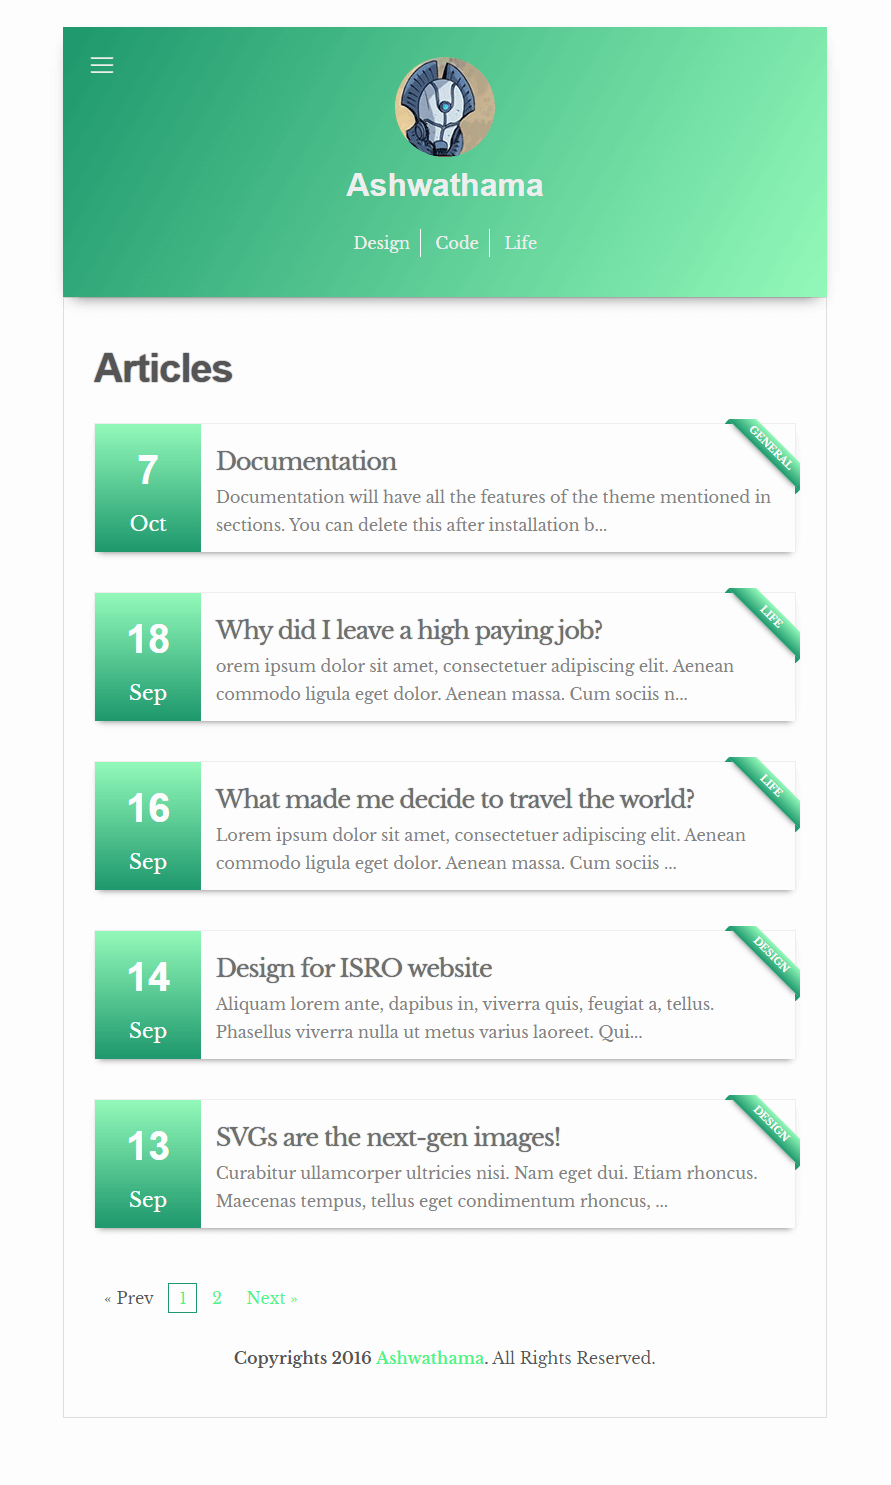 Ashwathama
Design
Code
Life
Articles
7
Oct
Documentation
Documentation will have all the features of the theme mentioned in
sections. You can delete this after installation b...
GENERAL
18
Sep
Why did I leave a high paying job?
orem ipsum dolor sit amet, consectetuer adipiscing elit. Aenean
commodo ligula eget dolor. Aenean massa. Cum sociis n...
LIFE
16
Sep
What made me decide to travel the world?
Lorem ipsum dolor sit amet, consectetuer adipiscing elit. Aenean
commodo ligula eget dolor. Aenean massa. Cum sociis ...
LIFE
14
Sep
Design for ISRO website
Aliquam lorem ante, dapibus in, viverra quis, feugiat a, tellus.
Phasellus viverra nulla ut metus varius laoreet. Qui...
DESIGN
13
Sep
SVGs are the next-gen images!
Curabitur ullamcorper ultricies nisi. Nam eget dui. Etiam rhoncus.
Maecenas tempus, tellus eget condimentum rhoncus, ...
DESIGN
« Prev 1 2 Next »
Copyrights 2016 Ashwathama. All Rights Reserved.